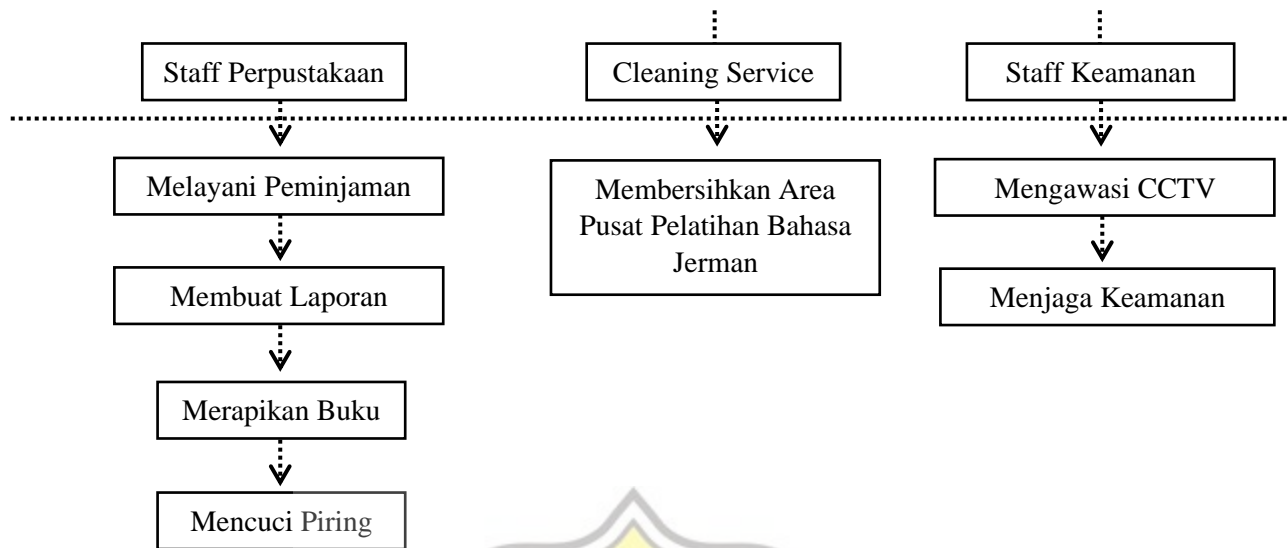 Staff Perpustakaan
Cleaning Service
Staff Keamanan
Melayani Peminjaman
Membersihkan Area
Pusat Pelatihan Bahasa
Jerman
Mengawasi CCTV
Membuat Laporan
Menjaga Keamanan
Merapikan Buku
Mencuci Piring